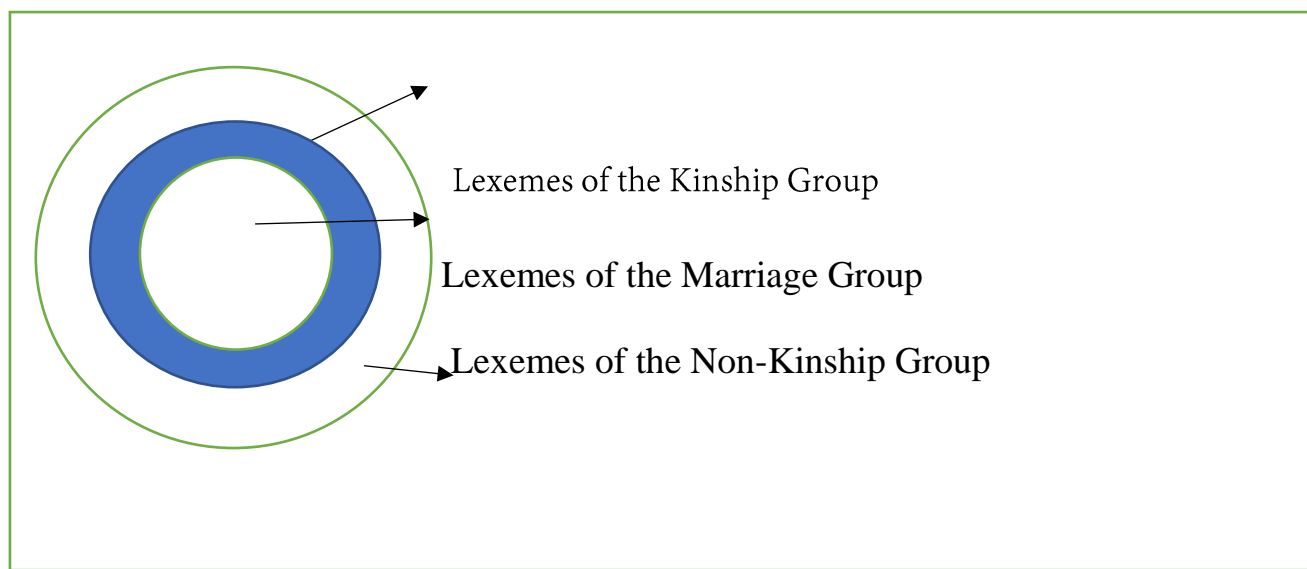 Lexemes of the Kinship Group
Lexemes of the Marriage Group
Lexemes of the Non-Kinship Group